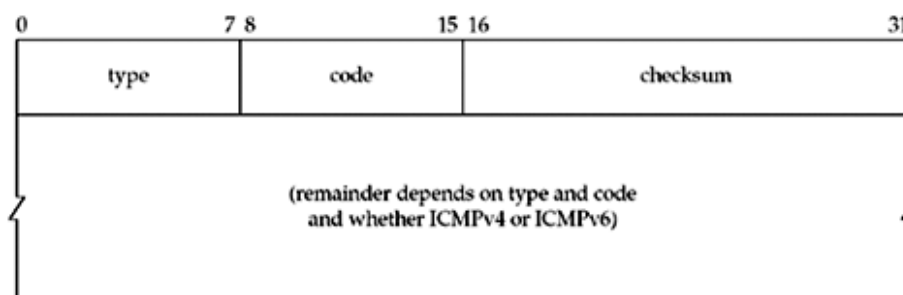 0 7 8 15 16 31
type code checksum
(remainder depends on type and code
and whether ICMPv4 or ICMPv6)